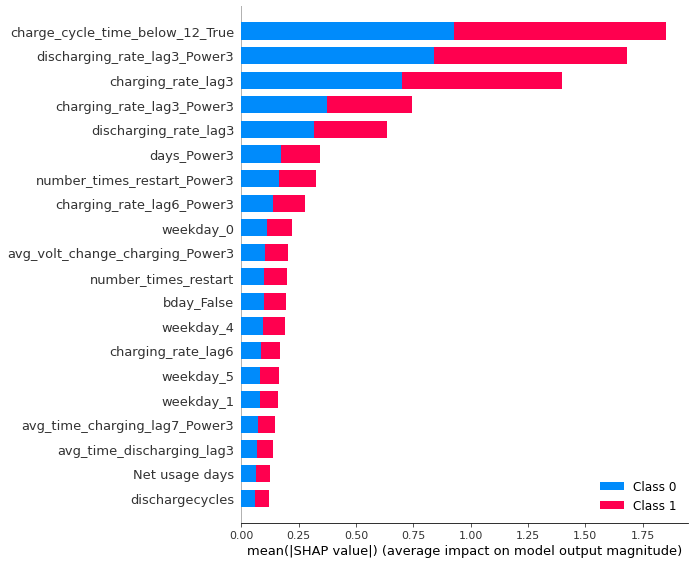 charge_cycle_time_below_12_True
discharging_rate_lag3_Power3
charging_rate_lag3
charging_rate_lag3_Power3
discharging_rate_lag3
days_Power3
number_times_restart_Power3
charging_rate_lag6_Power3
weekday_0
avg_volt_change_charging_Power3
number_times_restart
bday_False
weekday_4
charging_rate_lag6
weekday_5
weekday_1
avg_time_charging_lag7_Power3
avg_time_discharging_lag3
Net usage days
dischargecycles
Class 0
Class 1
0.00 0.25 0.50 0.75 1.00 1.25 1.50 1.75
mean(|SHAP value|) (average impact on model output magnitude)